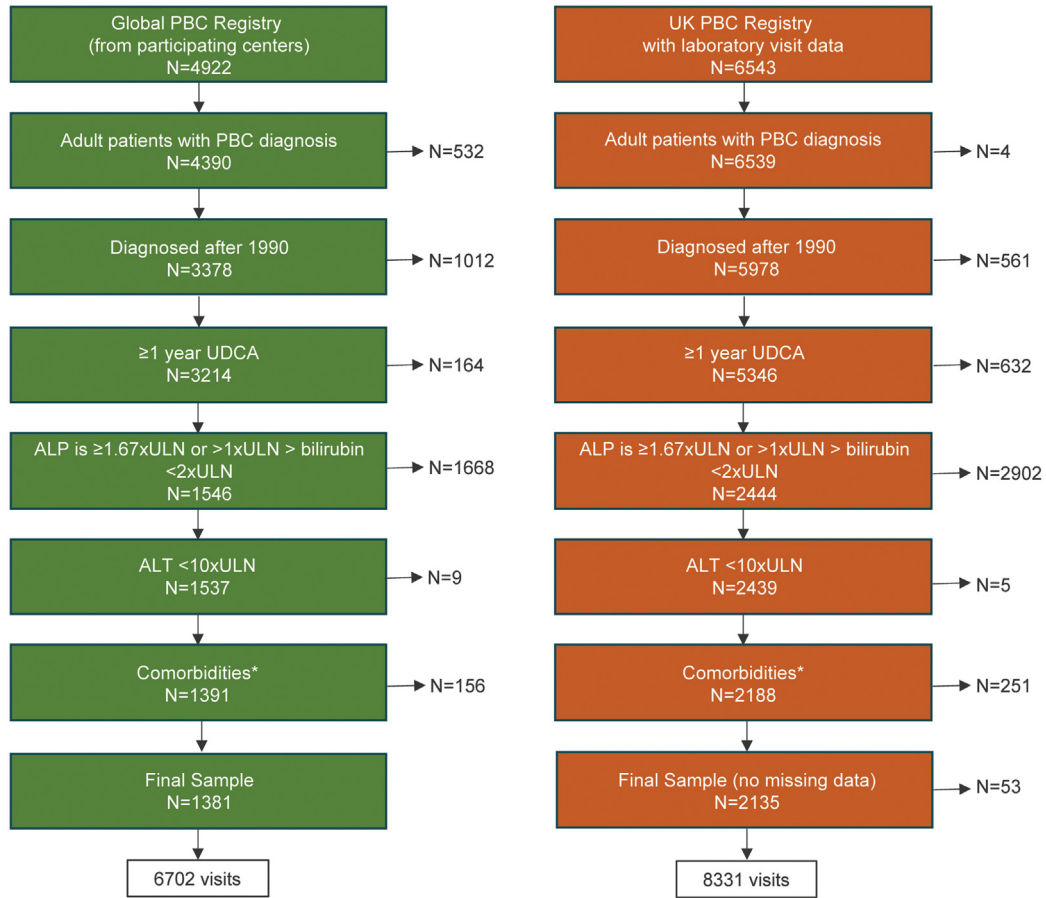 Global PBC Registry
(from participating centers)
N=4922
Adult patients with PBC diagnosis
N=4390
N=532
Diagnosed after 1990
N=3378
N=1012
≥1 year UDCA
N=3214
N=164
ALP is ≥1.67xULN or >1xULN > bilirubin
<2xULN
N=1546
N=1668
ALT <10xULN
N=1537
N=9
Comorbidities*
N=1391
N=156
Final Sample
N=1381
6702 visits
UK PBC Registry
with laboratory visit data
N=6543
Adult patients with PBC diagnosis
N=6539
N=4
Diagnosed after 1990
N=5978
N=561
≥1 year UDCA
N=5346
N=632
ALP is ≥1.67xULN or >1xULN > bilirubin
<2xULN
N=2444
N=2902
ALT <10xULN
N=2439
N=5
Comorbidities*
N=2188
N=251
Final Sample (no missing data)
N=2135
N=53
8331 visits